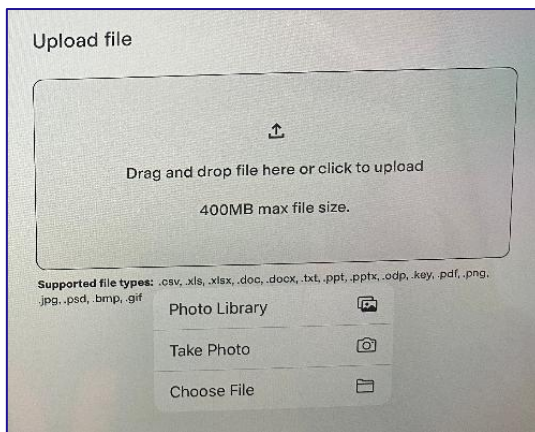 Upload file
Drag and drop file here or click to upload
400MB max file size.
Supported file types: .csv, .xls, .xlsx, .doc, .docx, .txt, .ppt, .pptx, .odp, .key, .pdf, .png,
.jpg, .psd, .bmp, .gif
Photo Library
Take Photo
Choose File